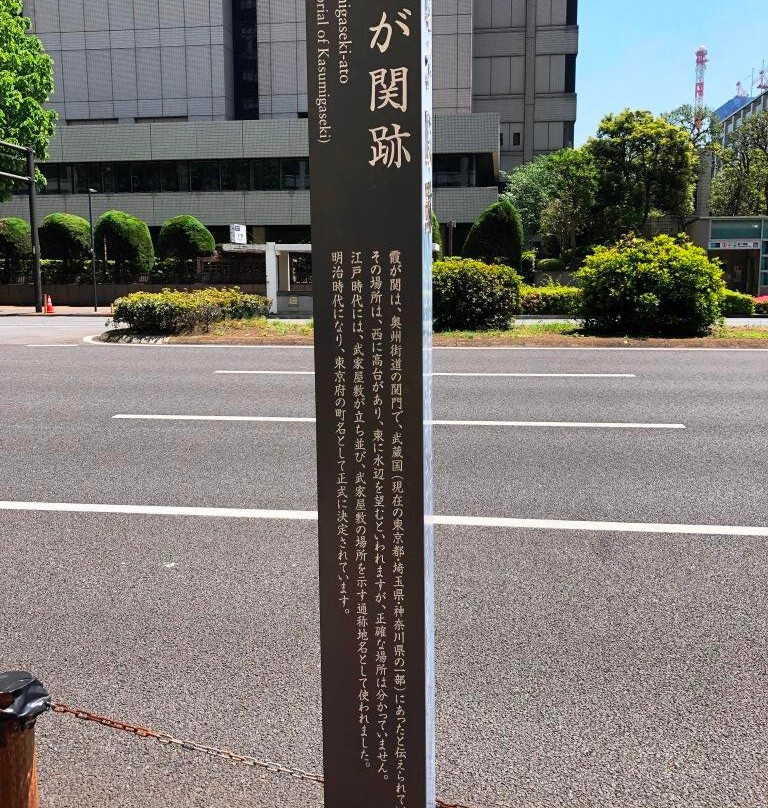 が関跡
migaseki-ato
orial of Kasumigaseki)
霞が関は、奥州街道の関門で、武蔵国(現在の東京都・埼玉県・神奈川県の一部)にあったと伝えられて
その場所は、西に高台があり、東に水辺を望むといわれますが、正確な場所は分かっていません。
江戸時代には、武家屋敷が立ち並び、武家屋敷の場所を示す通称地名として使われました。
明治時代になり、東京府の町名として正式に決定されています。